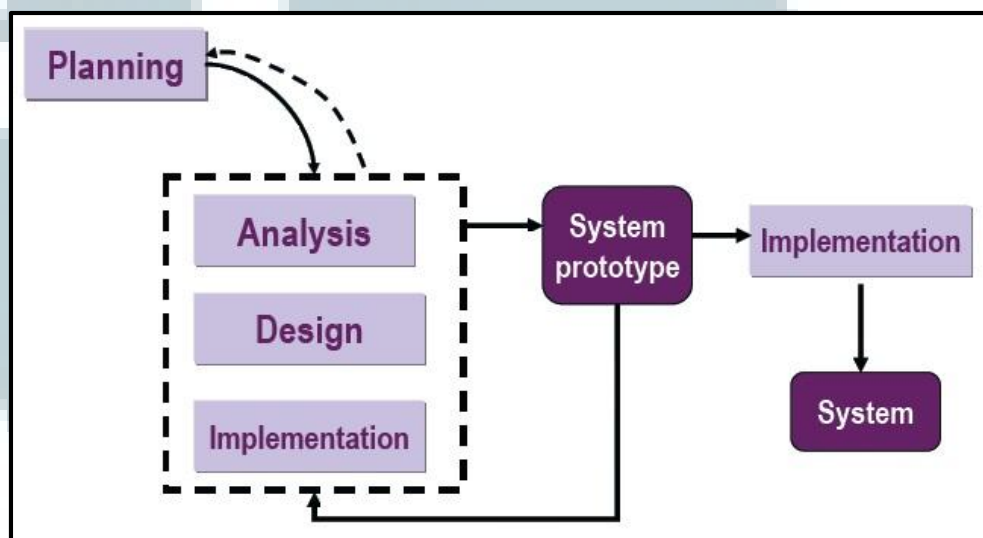 Planning
Analysis
Design
Implementation
System
prototype
Implementation
System